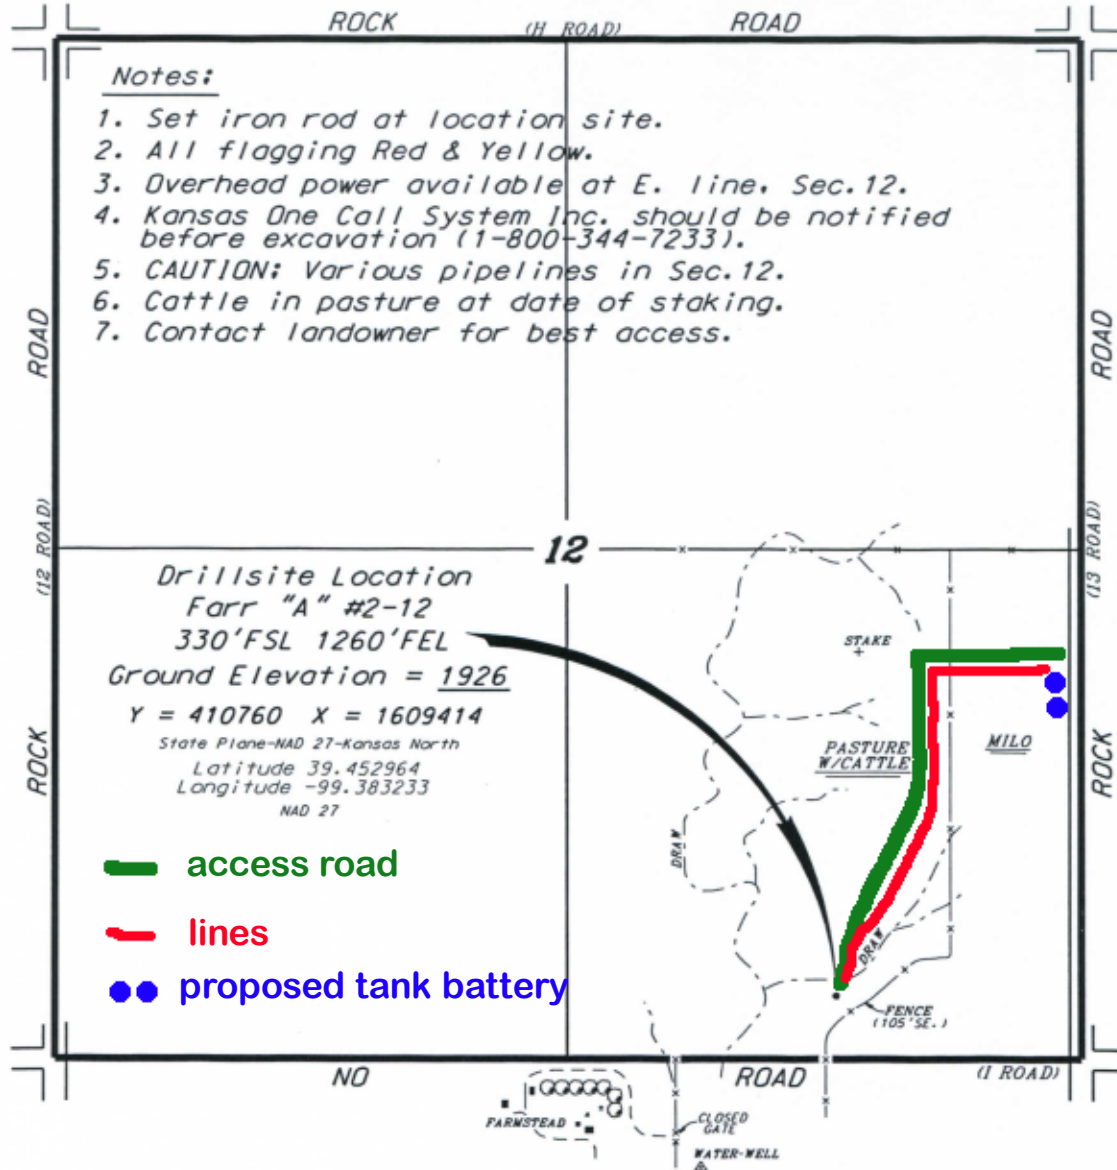 ROCK (H ROAD) ROAD
Notes:
1. Set iron rod at location site.
2. All flagging Red & Yellow.
3. Overhead power available at E. line, Sec.12.
4. Kansas One Call System Inc. should be notified
before excavation (1-800-344-7233).
5. CAUTION: Various pipelines in Sec.12.
6. Cattle in pasture at date of staking.
7. Contact landowner for best access.
ROAD
(12 ROAD)
ROCK
ROAD
(13 ROAD)
ROCK
12
Drillsite Location
Farr "A" #2-12
330'FSL 1260'FEL
Ground Elevation = 1926
Y = 410760 X = 1609414
State Plane-NAD 27-Kansas North
Latitude 39.452964
Longitude -99.383233
NAD 27
STAKE
PASTURE
W/CATTLE
MILO
DRAW
DRAW
FENCE
(105'SE.)
access road
lines
proposed tank battery
NO ROAD (I ROAD)
FARMSTEAD
CLOSED
GATE
WATER-WELL